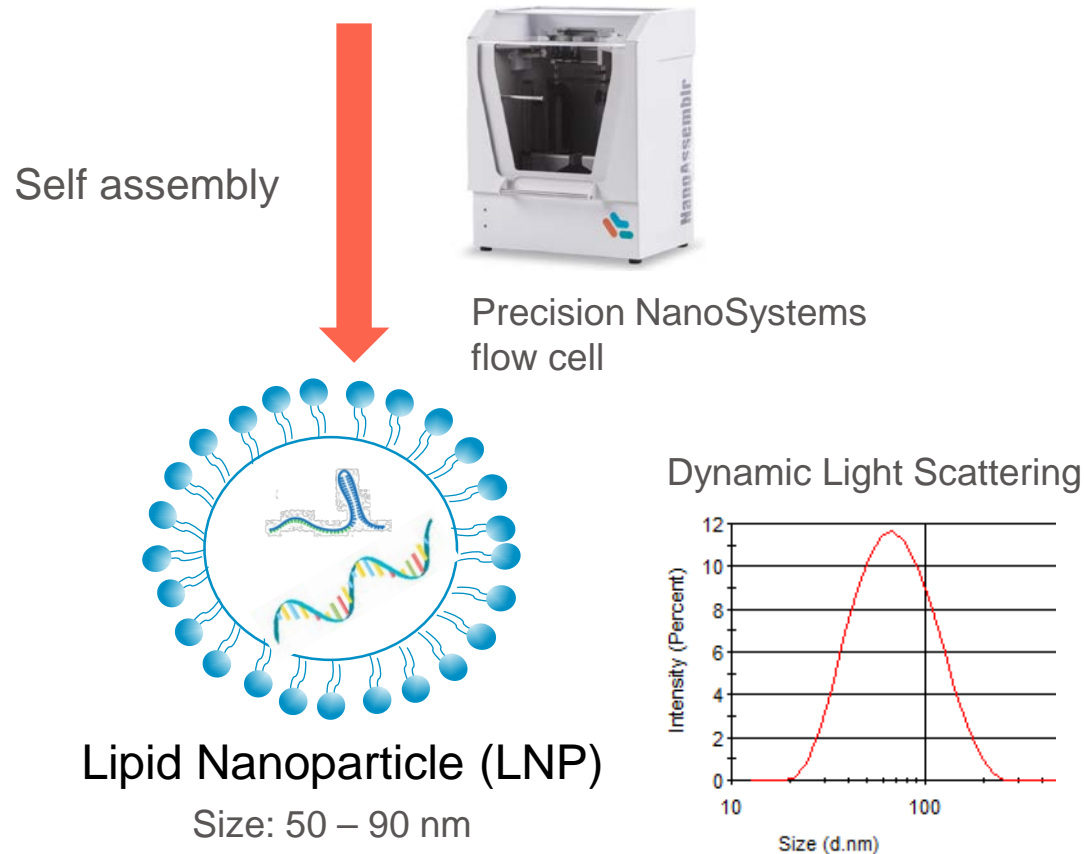 NanoAssemblr
Self assembly
Precision NanoSystems
flow cell
Dynamic Light Scattering
12
10
8
6
4
2
0
Intensity (Percent)
10
100
Size (d.nm)
Lipid Nanoparticle (LNP)
Size: 50 – 90 nm